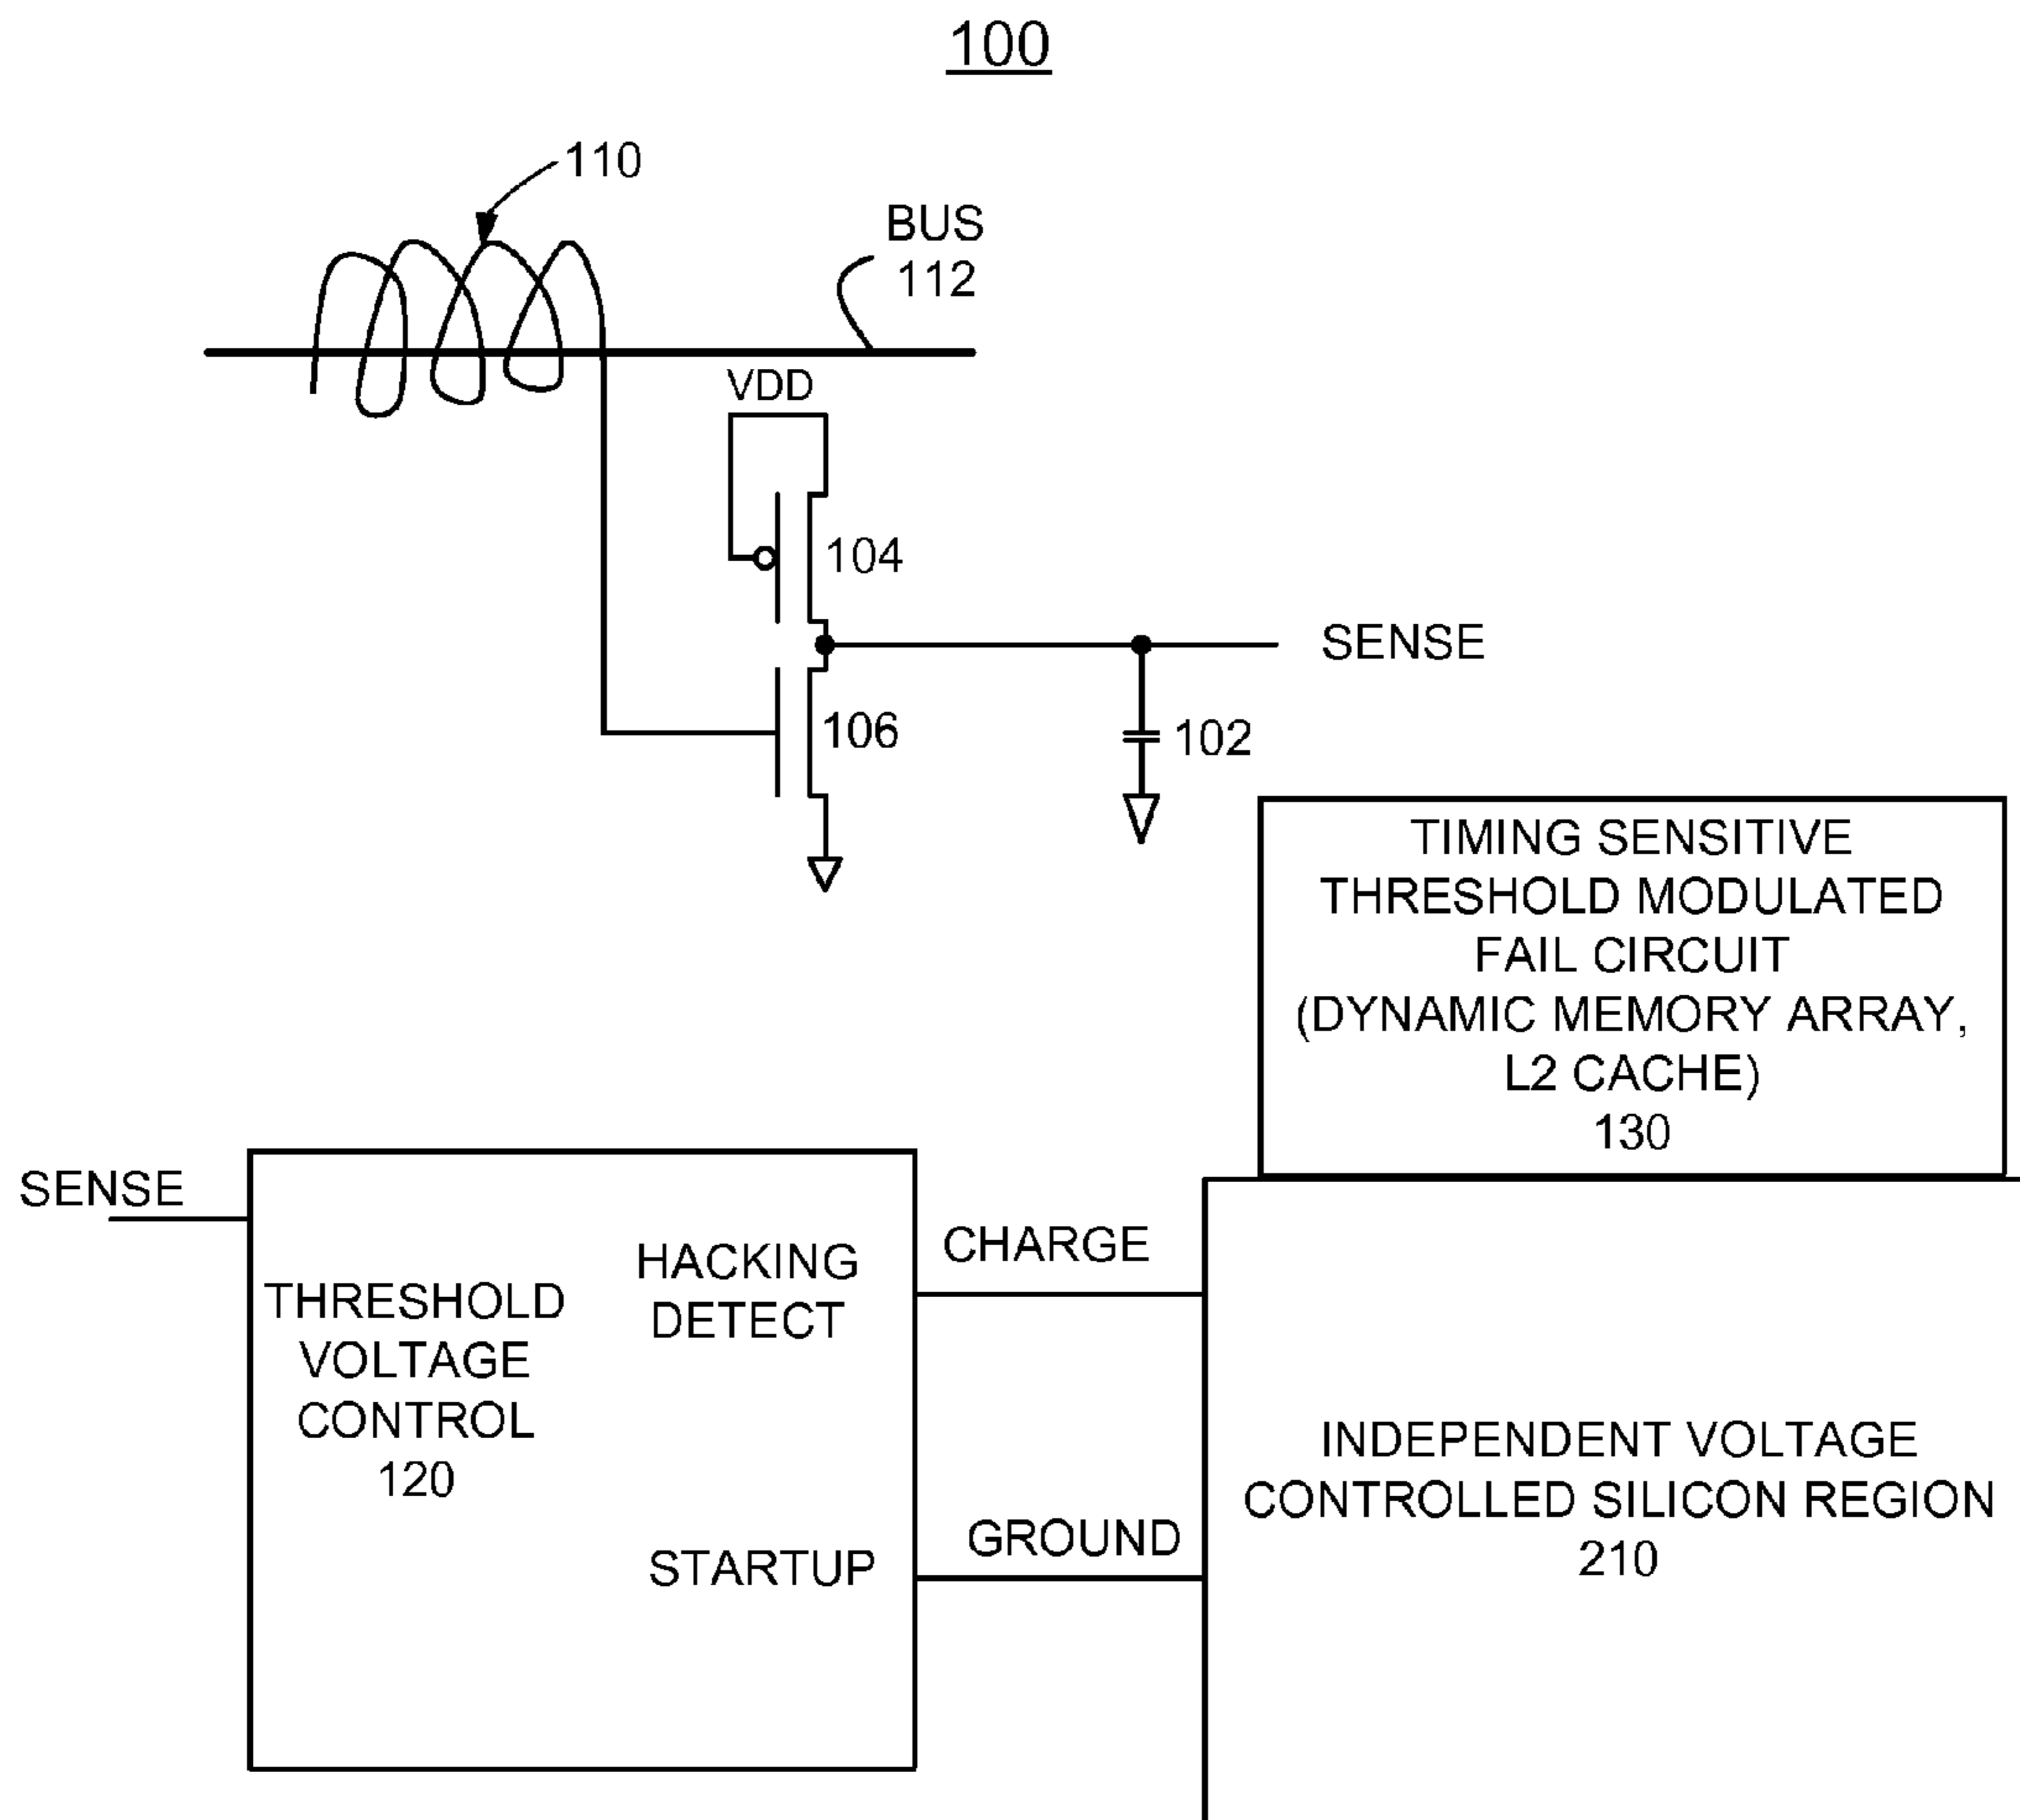 100
110
BUS
112
VDD
104
SENSE
106
102
TIMING SENSITIVE
THRESHOLD MODULATED
FAIL CIRCUIT
(DYNAMIC MEMORY ARRAY,
L2 CACHE)
130
SENSE
THRESHOLD
VOLTAGE
CONTROL
120
HACKING
DETECT
STARTUP
CHARGE
GROUND
INDEPENDENT VOLTAGE
CONTROLLED SILICON REGION
210